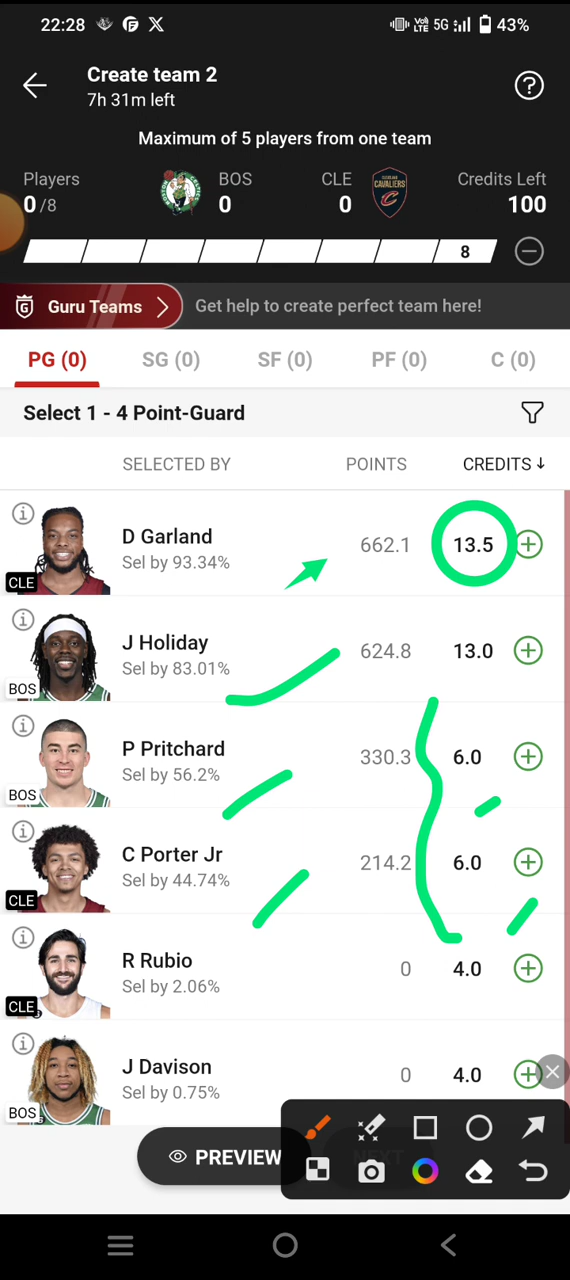 22:28 Vo) LTE 5G 43%
Create team 2
7h 31m left
Maximum of 5 players from one team
Players BOS CLE Credits Left
0/8 0 0 100
CLEVELAND CAVALIERS
8
G Guru Teams Get help to create perfect team here!
PG (0) SG (0) SF (0) PF (0) C (0)
Select 1 - 4 Point-Guard
SELECTED BY POINTS CREDITS↓
D Garland 662.1 13.5
Sel by 93.34%
CLE
J Holiday 624.8 13.0
Sel by 83.01%
BOS
P Pritchard 330.3 6.0
Sel by 56.2%
BOS
C Porter Jr 214.2 6.0
Sel by 44.74%
CLE
R Rubio 0 4.0
Sel by 2.06%
CLE
J Davison 0 4.0
Sel by 0.75%
BOS
PREVIEW NEXT